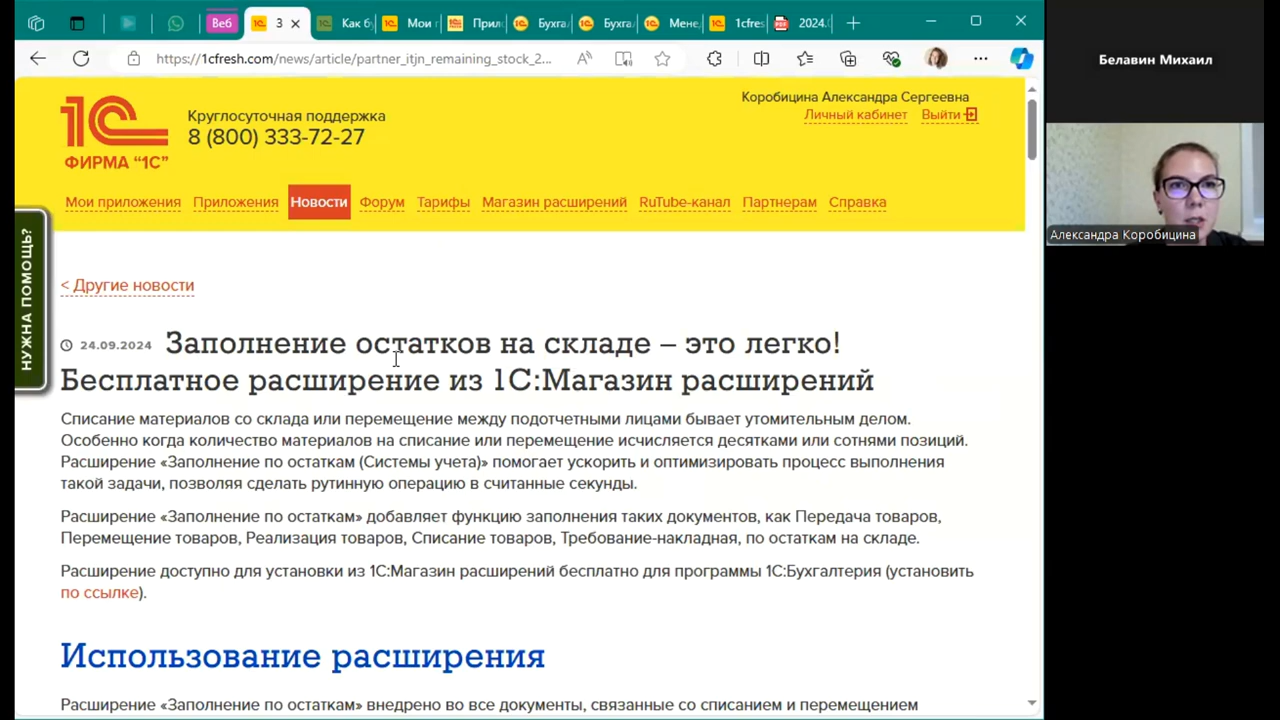 Веб
3
Как б
Мои г
Прил
Бухга
Бухга
Мене,
1cfres
2024.
https://1cfresh.com/news/article/partner_itjn_remaining_stock_2...
1С
ФИРМА "1С"
Круглосуточная поддержка
8 (800) 333-72-27
Коробицина Александра Сергеевна
Личный кабинет Выйти
Мои приложения Приложения Новости Форум Тарифы Магазин расширений RuTube-канал Партнерам Справка
НУЖНА ПОМОЩЬ?
< Другие новости
24.09.2024 Заполнение остатков на складе – это легко!
Бесплатное расширение из 1С:Магазин расширений
Списание материалов со склада или перемещение между подотчетными лицами бывает утомительным делом.
Особенно когда количество материалов на списание или перемещение исчисляется десятками или сотнями позиций.
Расширение «Заполнение по остаткам (Системы учета)» помогает ускорить и оптимизировать процесс выполнения
такой задачи, позволяя сделать рутинную операцию в считанные секунды.
Расширение «Заполнение по остаткам» добавляет функцию заполнения таких документов, как Передача товаров,
Перемещение товаров, Реализация товаров, Списание товаров, Требование-накладная, по остаткам на складе.
Расширение доступно для установки из 1С:Магазин расширений бесплатно для программы 1С:Бухгалтерия (установить
по ссылке).
Использование расширения
Расширение «Заполнение по остаткам» внедрено во все документы, связанные со списанием и перемещением
Белавин Михаил
Александра Коробицина